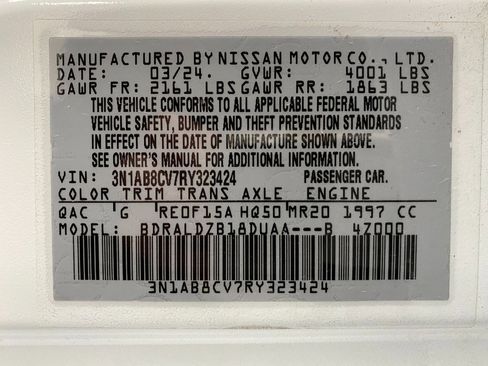 MANUFACTURED BY NISSAN MOTOR CO., LTD.
DATE: 03/24. GVWR: 4001 LBS
GAWR FR: 2161 LBS GAWR RR: 1863 LBS
THIS VEHICLE CONFORMS TO ALL APPLICABLE FEDERAL MOTOR
VEHICLE SAFETY, BUMPER AND THEFT PREVENTION STANDARDS
IN EFFECT ON THE DATE OF MANUFACTURE SHOWN ABOVE.
SEE OWNER'S MANUAL FOR ADDITIONAL INFORMATION.
VIN: 3N1AB8CV7RY323424 PASSENGER CAR.
COLOR TRIM TRANS AXLE ENGINE
QAC G RE0F15A HQ50 MR20 1997 CC
MODEL: BDRALDZB18DUAA---B 47000
3N1AB8CV7RY323424